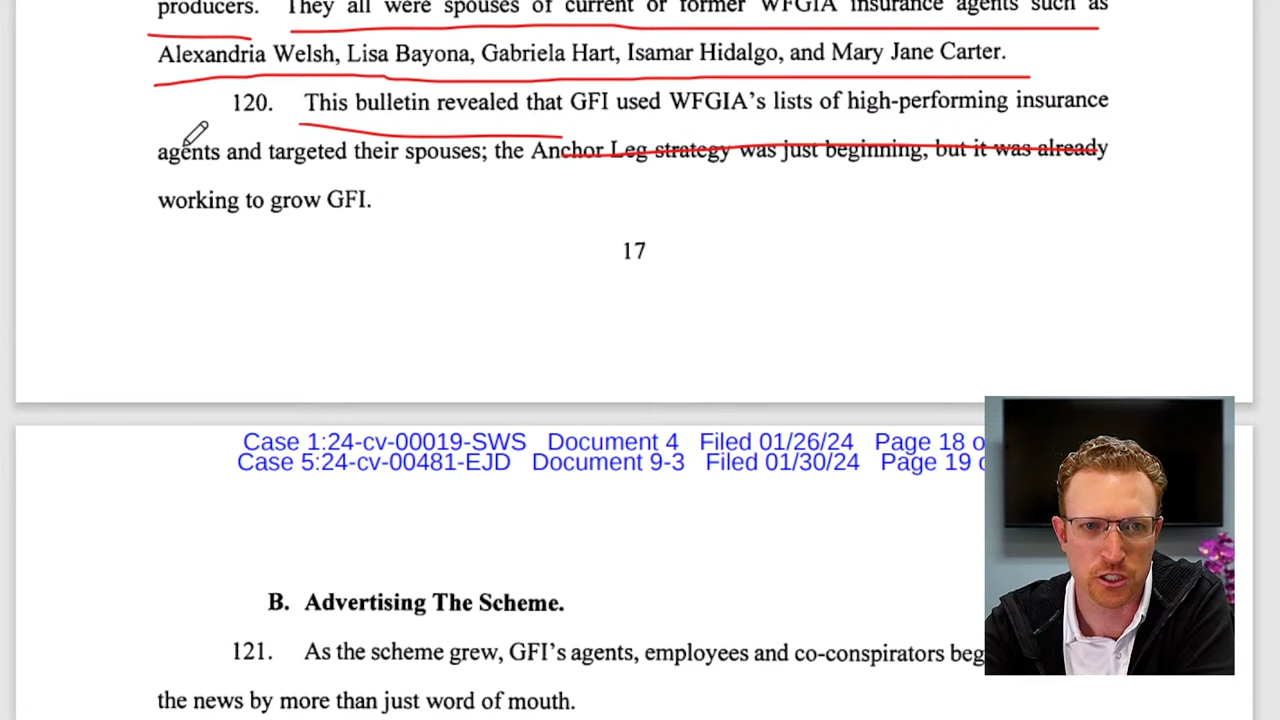 producers. They all were spouses of current or former WFGIA insurance agents such as
Alexandria Welsh, Lisa Bayona, Gabriela Hart, Isamar Hidalgo, and Mary Jane Carter.
120. This bulletin revealed that GFI used WFGIA's lists of high-performing insurance
agents and targeted their spouses; the Anchor Leg strategy was just beginning, but it was already
working to grow GFI.
17
Case 1:24-cv-00019-SWS Document 4 Filed 01/26/24 Page 18 o
Case 5:24-cv-00481-EJD Document 9-3 Filed 01/30/24 Page 19 o
B. Advertising The Scheme.
121. As the scheme grew, GFI's agents, employees and co-conspirators beg
the news by more than just word of mouth.